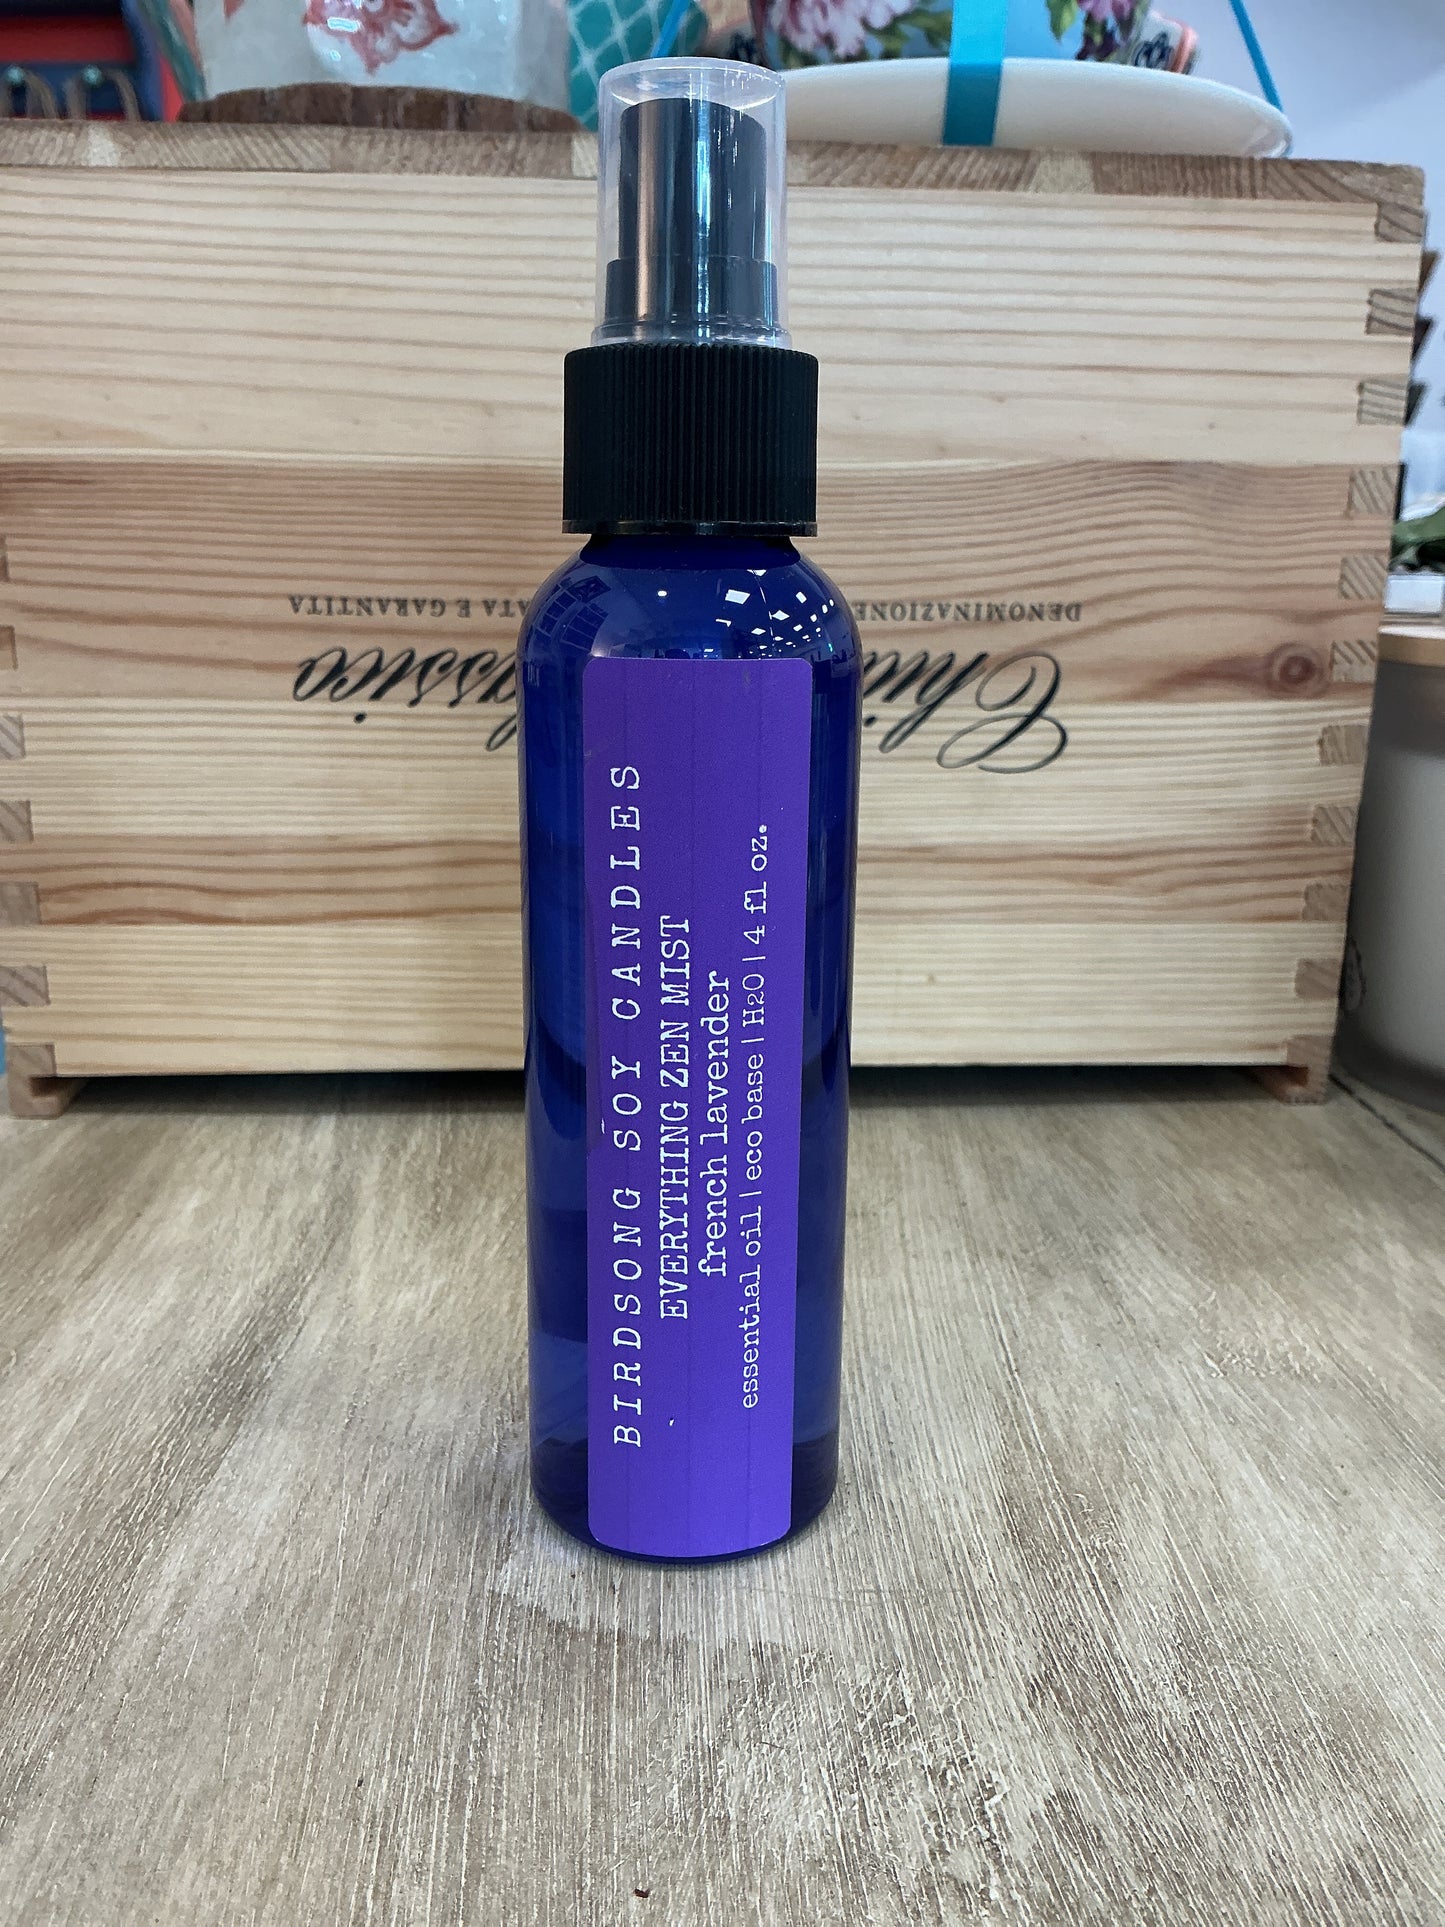 BIRDSONG SOY CANDLES
EVERYTHING ZEN MIST
french lavender
essential oil | eco base | H2O | 4 fl oz.
DENOMINAZIONE
ATA E GARANTITA